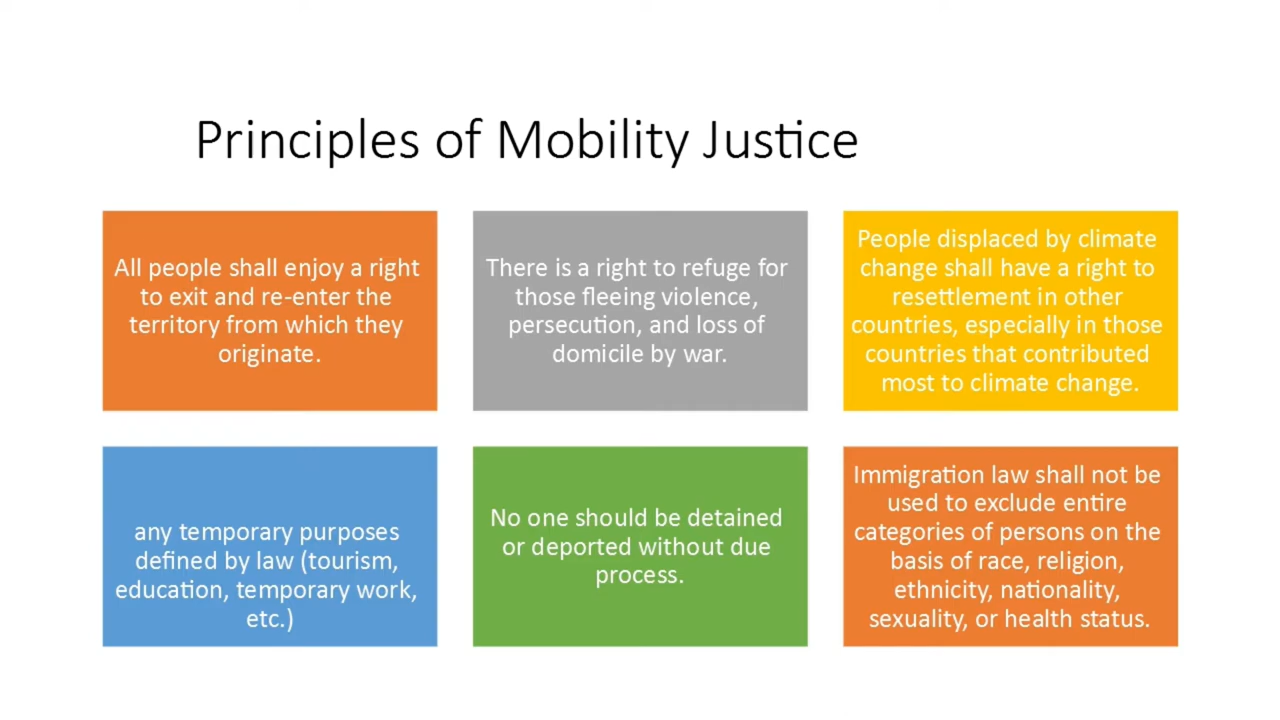 Principles of Mobility Justice
All people shall enjoy a right
to exit and re-enter the
territory from which they
originate.
There is a right to refuge for
those fleeing violence,
persecution, and loss of
domicile by war.
People displaced by climate
change shall have a right to
resettlement in other
countries, especially in those
countries that contributed
most to climate change.
any temporary purposes
defined by law (tourism,
education, temporary work,
etc.)
No one should be detained
or deported without due
process.
Immigration law shall not be
used to exclude entire
categories of persons on the
basis of race, religion,
ethnicity, nationality,
sexuality, or health status.